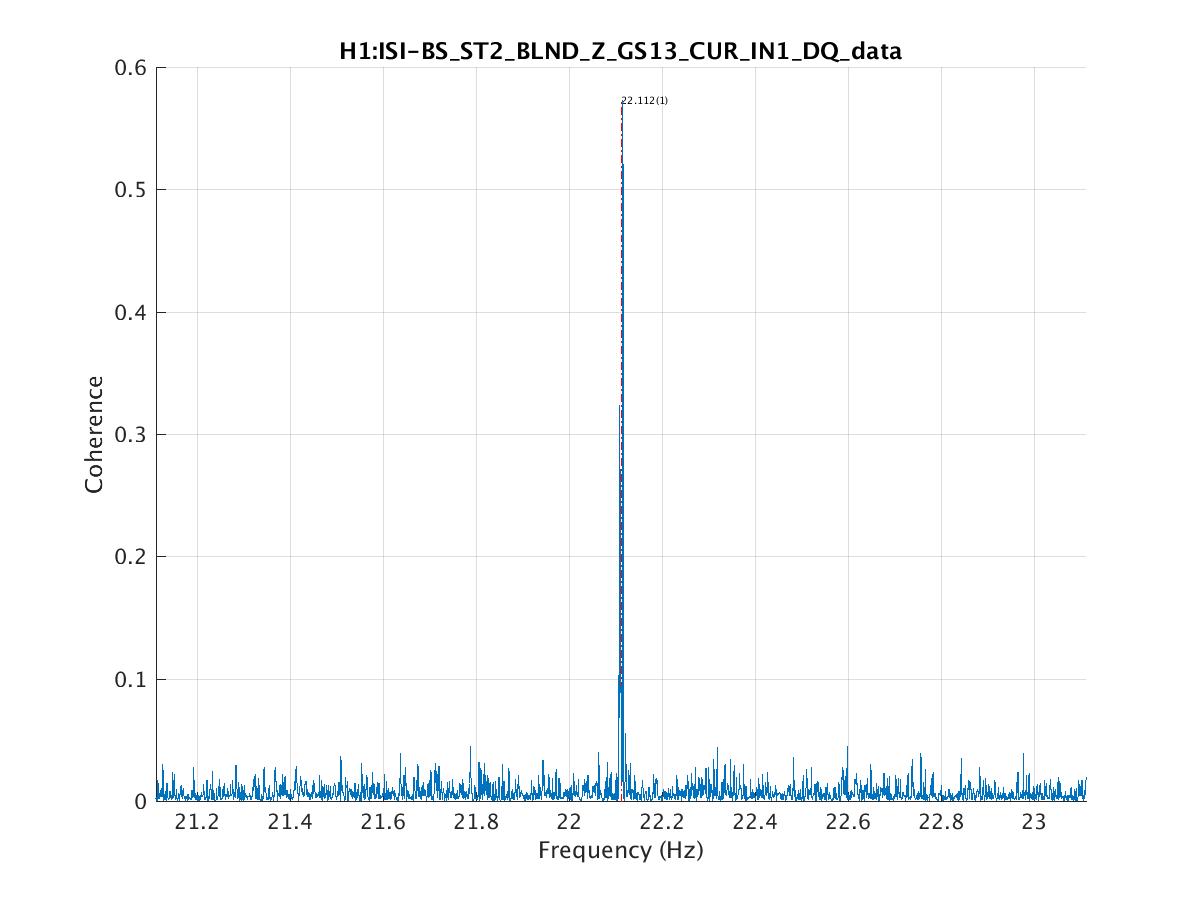 H1:ISI-BS_ST2_BLND_Z_GS13_CUR_IN1_DQ_data
0.6
22.112(1)
0.5
0.4
0.3
0.2
0.1
0
Coherence
21.2 21.4 21.6 21.8 22 22.2 22.4 22.6 22.8 23
Frequency (Hz)